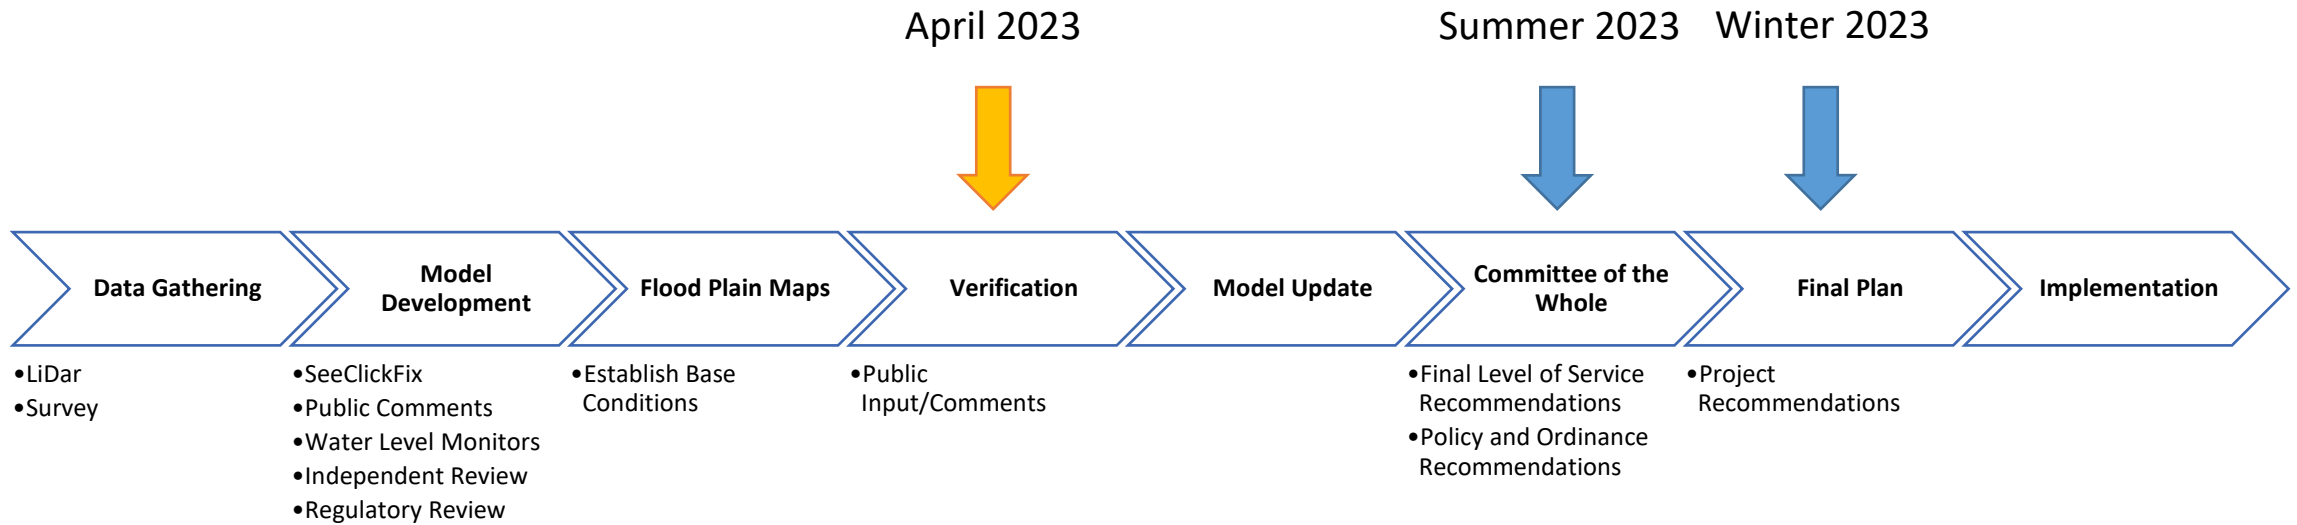 April 2023
Summer 2023
Winter 2023
Data Gathering
Model
Development
Flood Plain Maps
Verification
Model Update
Committee of the
Whole
Final Plan
Implementation
•LiDar
•Survey
•SeeClickFix
•Public Comments
•Water Level Monitors
•Independent Review
•Regulatory Review
•Establish Base
Conditions
•Public
Input/Comments
•Final Level of Service
Recommendations
•Policy and Ordinance
Recommendations
•Project
Recommendations